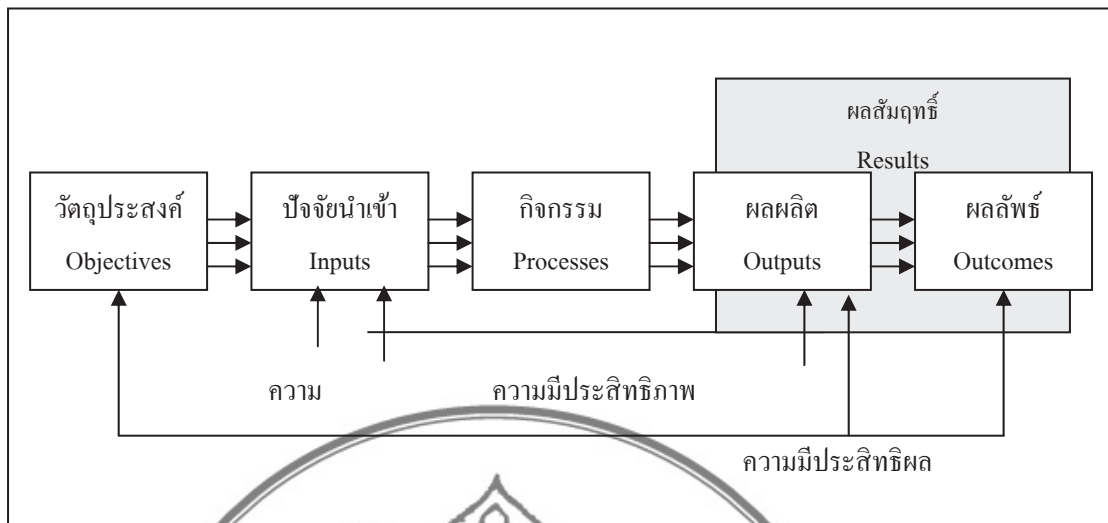 ผลสัมฤทธิ์
Results
วัตถุประสงค์
Objectives
ปัจจัยนำเข้า
Inputs
กิจกรรม
Processes
ผลผลิต
Outputs
ผลลัพธ์
Outcomes
ความ
ความมีประสิทธิภาพ
ความมีประสิทธิผล